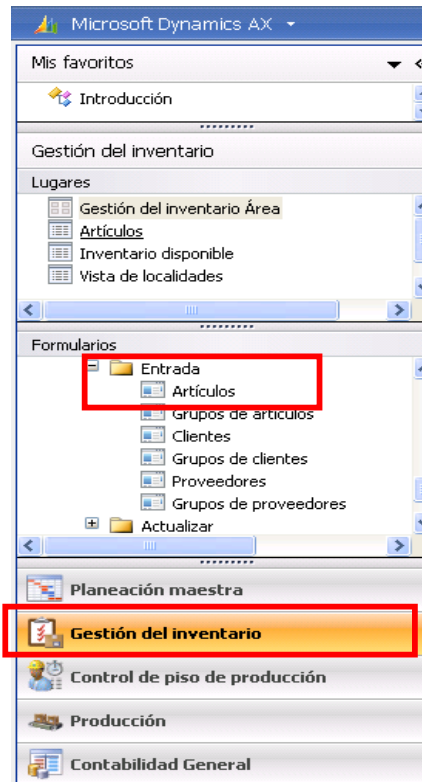 Microsoft Dynamics AX
Mis favoritos
Introducción
Gestión del inventario
Lugares
Gestión del inventario Área
Artículos
Inventario disponible
Vista de localidades
Formularios
Entrada
Artículos
Grupos de artículos
Clientes
Grupos de clientes
Proveedores
Grupos de proveedores
Actualizar
Planeación maestra
Gestión del inventario
Control de piso de producción
Producción
Contabilidad General